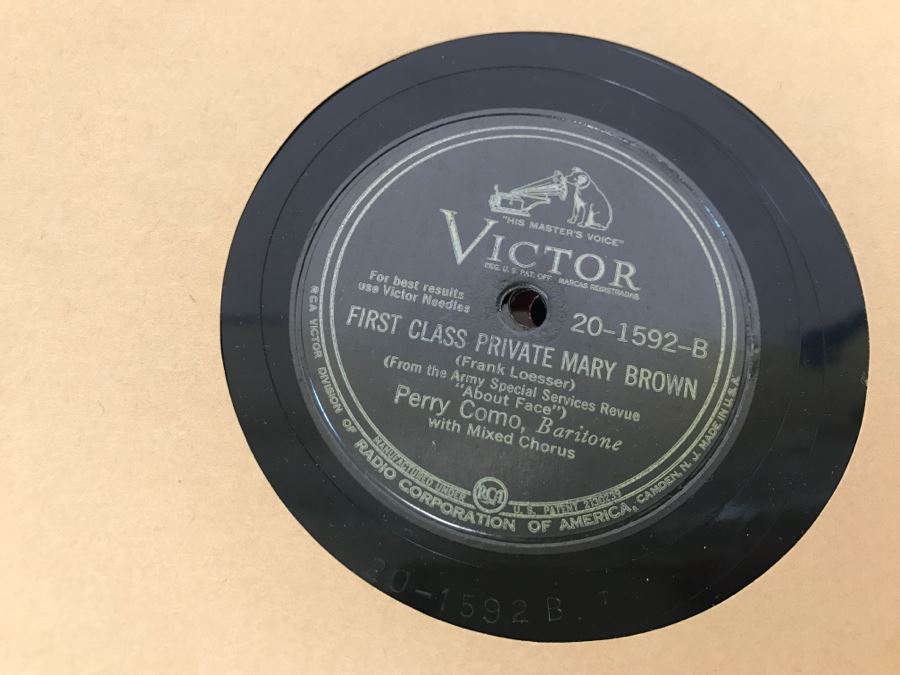 "HIS MASTER'S VOICE"
VICTOR
REG. U. S. PAT. OFF. MARCAS REGISTRADAS
For best results
use Victor Needles
20-1592-B
FIRST CLASS PRIVATE MARY BROWN
(Frank Loesser)
(From the Army Special Services Revue
"About Face")
Perry Como, Baritone
with Mixed Chorus
MANUFACTURED UNDER RCA U. S. PATENT 2130239
RCA VICTOR DIVISION OF RADIO CORPORATION OF AMERICA, CAMDEN, N. J. MADE IN U.S.A.
20-1592 B. T